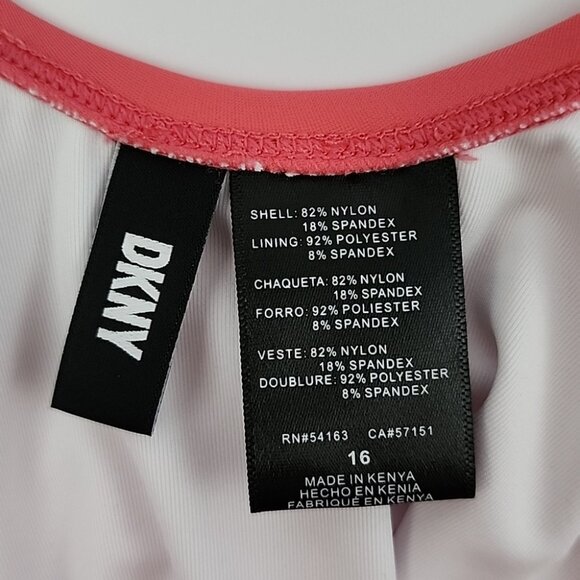 DKNY
SHELL: 82% NYLON
18% SPANDEX
LINING: 92% POLYESTER
8% SPANDEX
CHAQUETA: 82% NYLON
18% SPANDEX
FORRO: 92% POLYESTER
8% SPANDEX
VESTE: 82% NYLON
18% SPANDEX
DOUBLURE: 92% POLYESTER
8% SPANDEX
RN#54163 CA#57151
16
MADE IN KENYA
HECHO EN KENIA
FABRIQUÉ EN KENYA